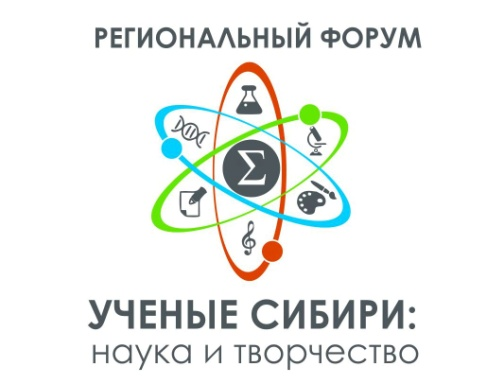 РЕГИОНАЛЬНЫЙ ФОРУМ
Σ
УЧЕНЫЕ СИБИРИ:
наука и творчество